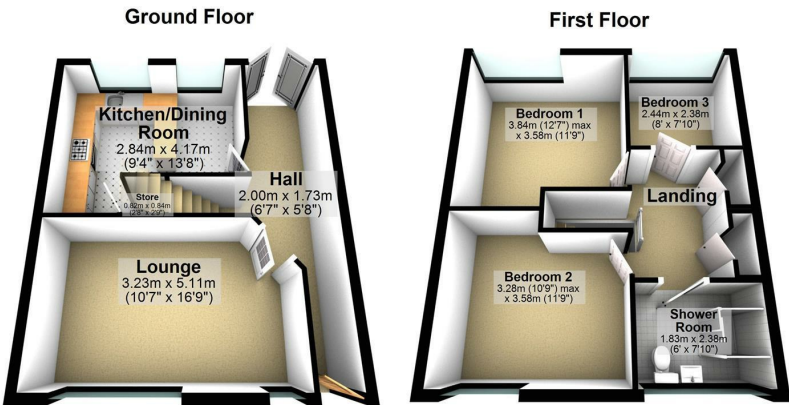 Ground Floor
First Floor
Kitchen/Dining
Room
2.84m x 4.17m
(9'4" x 13'8")
Store
0.82m x 0.84m
(2'8" x 2'9")
Hall
2.00m x 1.73m
(6'7" x 5'8")
Lounge
3.23m x 5.11m
(10'7" x 16'9")
Bedroom 1
3.84m (12'7") max
x 3.58m (11'9")
Bedroom 3
2.44m x 2.38m
(8' x 7'10")
Landing
Bedroom 2
3.28m (10'9") max
x 3.58m (11'9")
Shower
Room
1.83m x 2.38m
(6' x 7'10")